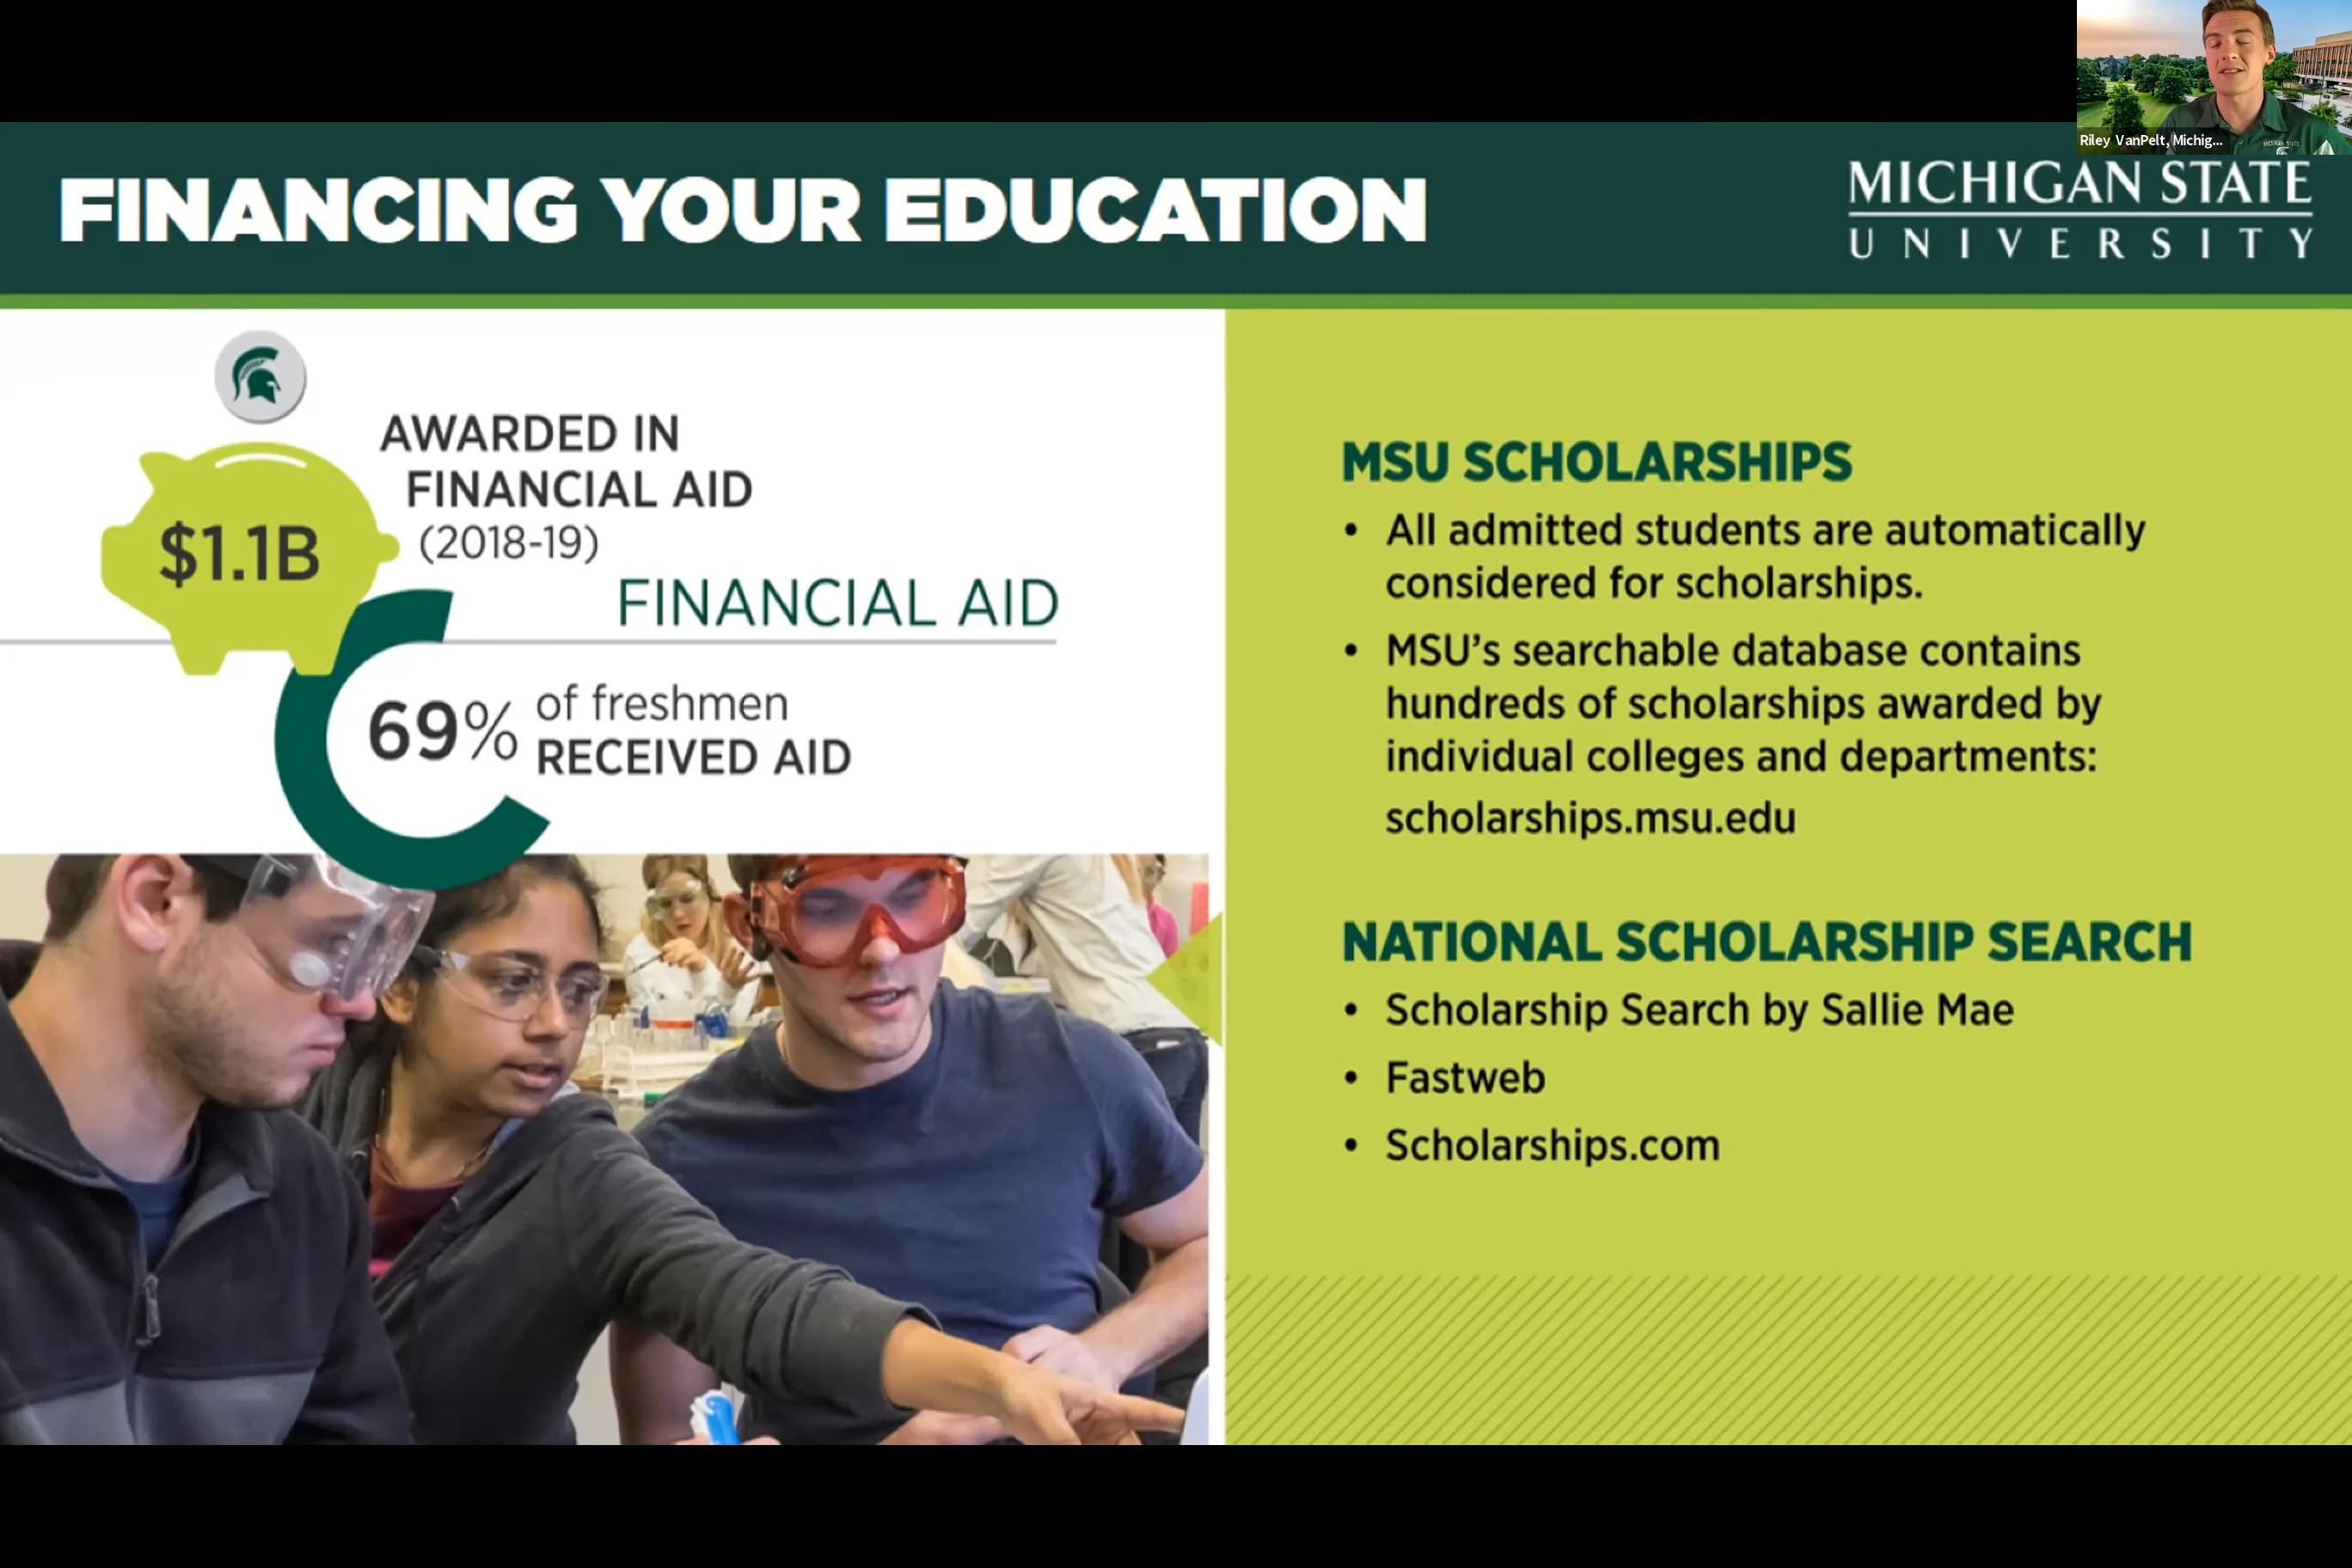 Riley VanPelt, Michig...
FINANCING YOUR EDUCATION
MICHIGAN STATE
UNIVERSITY
AWARDED IN
FINANCIAL AID
(2018-19)
$1.1B
FINANCIAL AID
69% of freshmen
RECEIVED AID
MSU SCHOLARSHIPS
• All admitted students are automatically
considered for scholarships.
• MSU’s searchable database contains
hundreds of scholarships awarded by
individual colleges and departments:
scholarships.msu.edu
NATIONAL SCHOLARSHIP SEARCH
• Scholarship Search by Sallie Mae
• Fastweb
• Scholarships.com